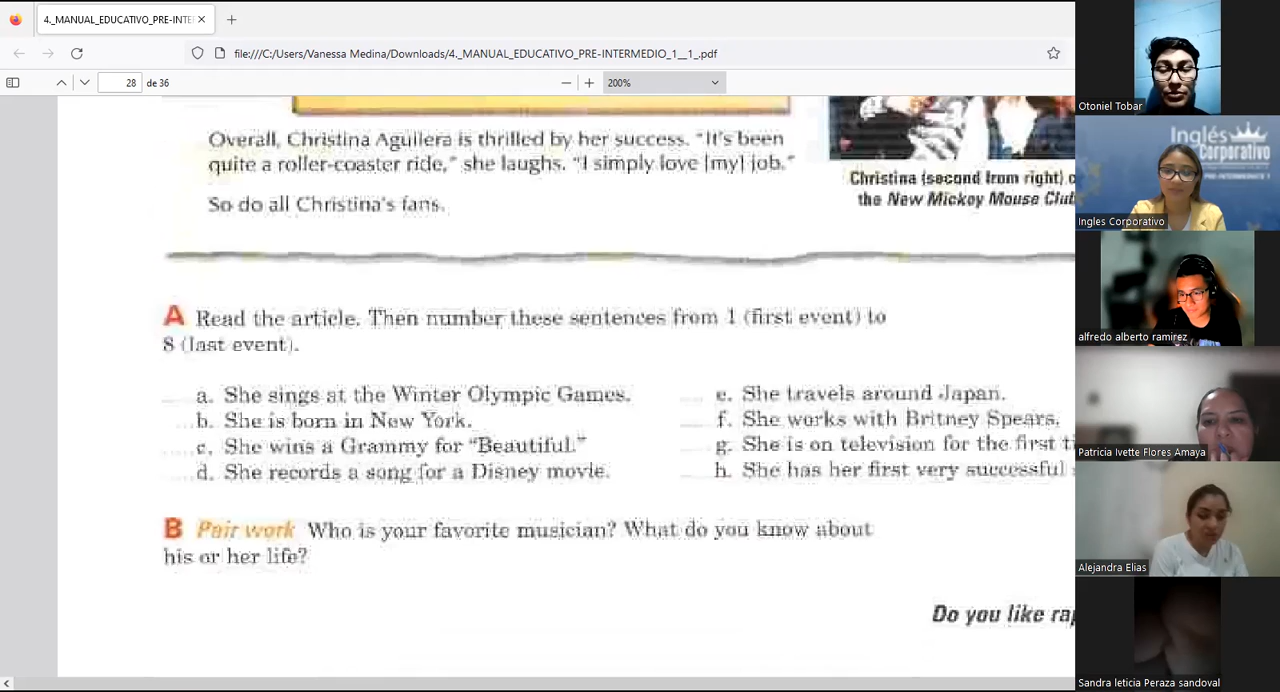 4._MANUAL_EDUCATIVO_PRE-INTE
file:///C:/Users/Vanessa Medina/Downloads/4._MANUAL_EDUCATIVO_PRE-INTERMEDIO_1__1_.pdf
28 de 36
200%
Overall, Christina Aguilera is thrilled by her success. "It's been
quite a roller-coaster ride," she laughs. "I simply love [my] job."
So do all Christina's fans.
Christina (second from right) o
the New Mickey Mouse Club
A Read the article. Then number these sentences from 1 (first event) to
8 (last event).
a. She sings at the Winter Olympic Games.
b. She is born in New York.
c. She wins a Grammy for "Beautiful."
d. She records a song for a Disney movie.
e. She travels around Japan.
f. She works with Britney Spears.
g. She is on television for the first ti
h. She has her first very successful
B Pair work Who is your favorite musician? What do you know about
his or her life?
Do you like rap
Otoniel Tobar
Inglés
Corporativo
PRE-INTERMEDIATE 1
Ingles Corporativo
alfredo alberto ramirez
Patricia Ivette Flores Amaya
Alejandra Elias
Sandra leticia Peraza sandoval